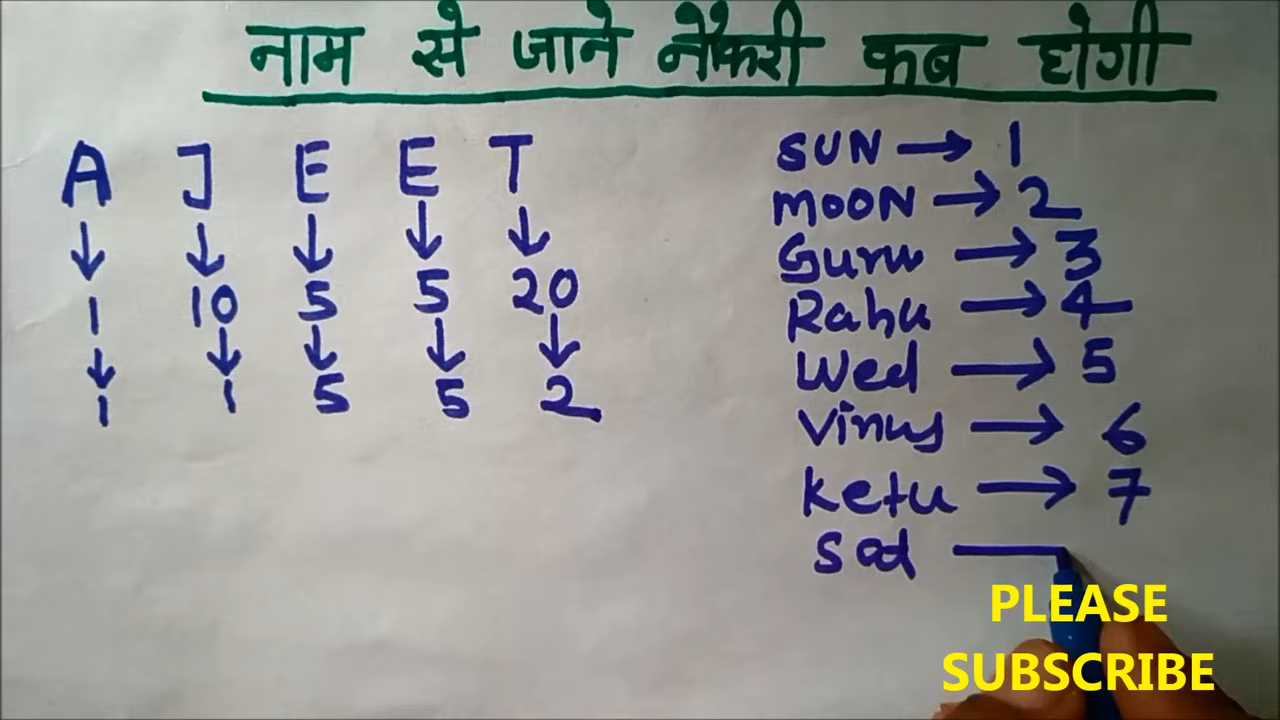 नाम से जाने नौकरी कब होगी
A J E E T
↓ ↓ ↓ ↓ ↓
1 10 5 5 20
↓ ↓ ↓ ↓ ↓
1 1 5 5 2
SUN → 1
MOON → 2
Guru → 3
Rahu → 4
Wed → 5
Vinus → 6
Ketu → 7
Sat
PLEASE
SUBSCRIBE